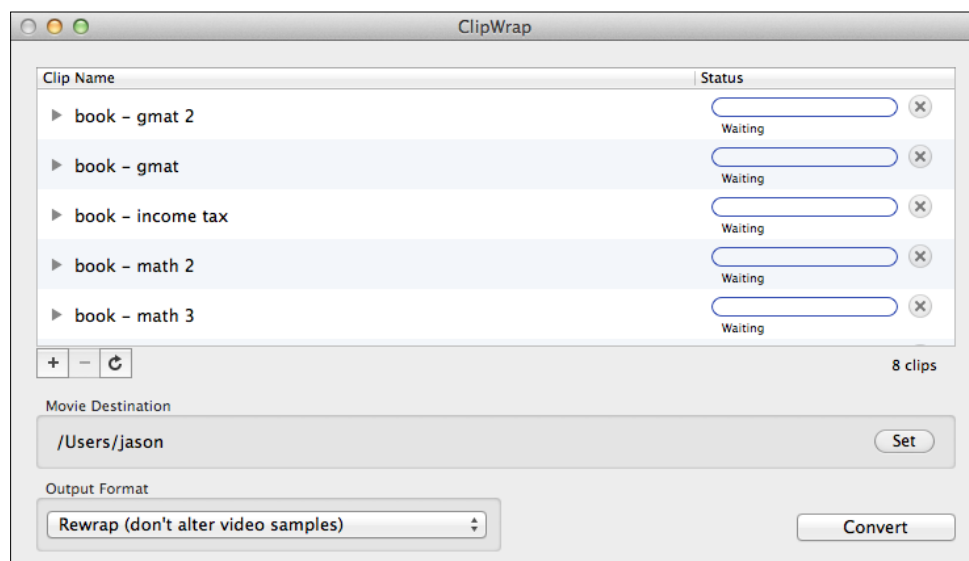 ClipWrap
Clip Name Status
book – gmat 2
Waiting
book – gmat
Waiting
book – income tax
Waiting
book – math 2
Waiting
book – math 3
Waiting
8 clips
Movie Destination
/Users/jason Set
Output Format
Rewrap (don't alter video samples) Convert